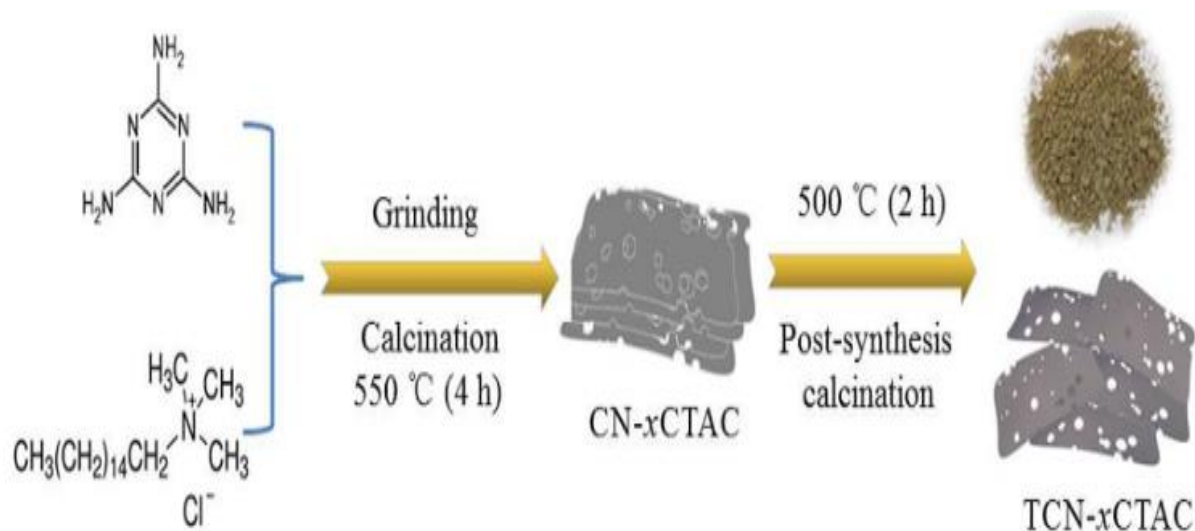 NH₂
N
N
H₂N
N
NH₂
H₃C
CH₃
N⁺
CH₃(CH₂)₁₄CH₂
CH₃
Cl⁻
Grinding
Calcination
550 ℃ (4 h)
CN-xCTAC
500 ℃ (2 h)
Post-synthesis
calcination
TCN-xCTAC